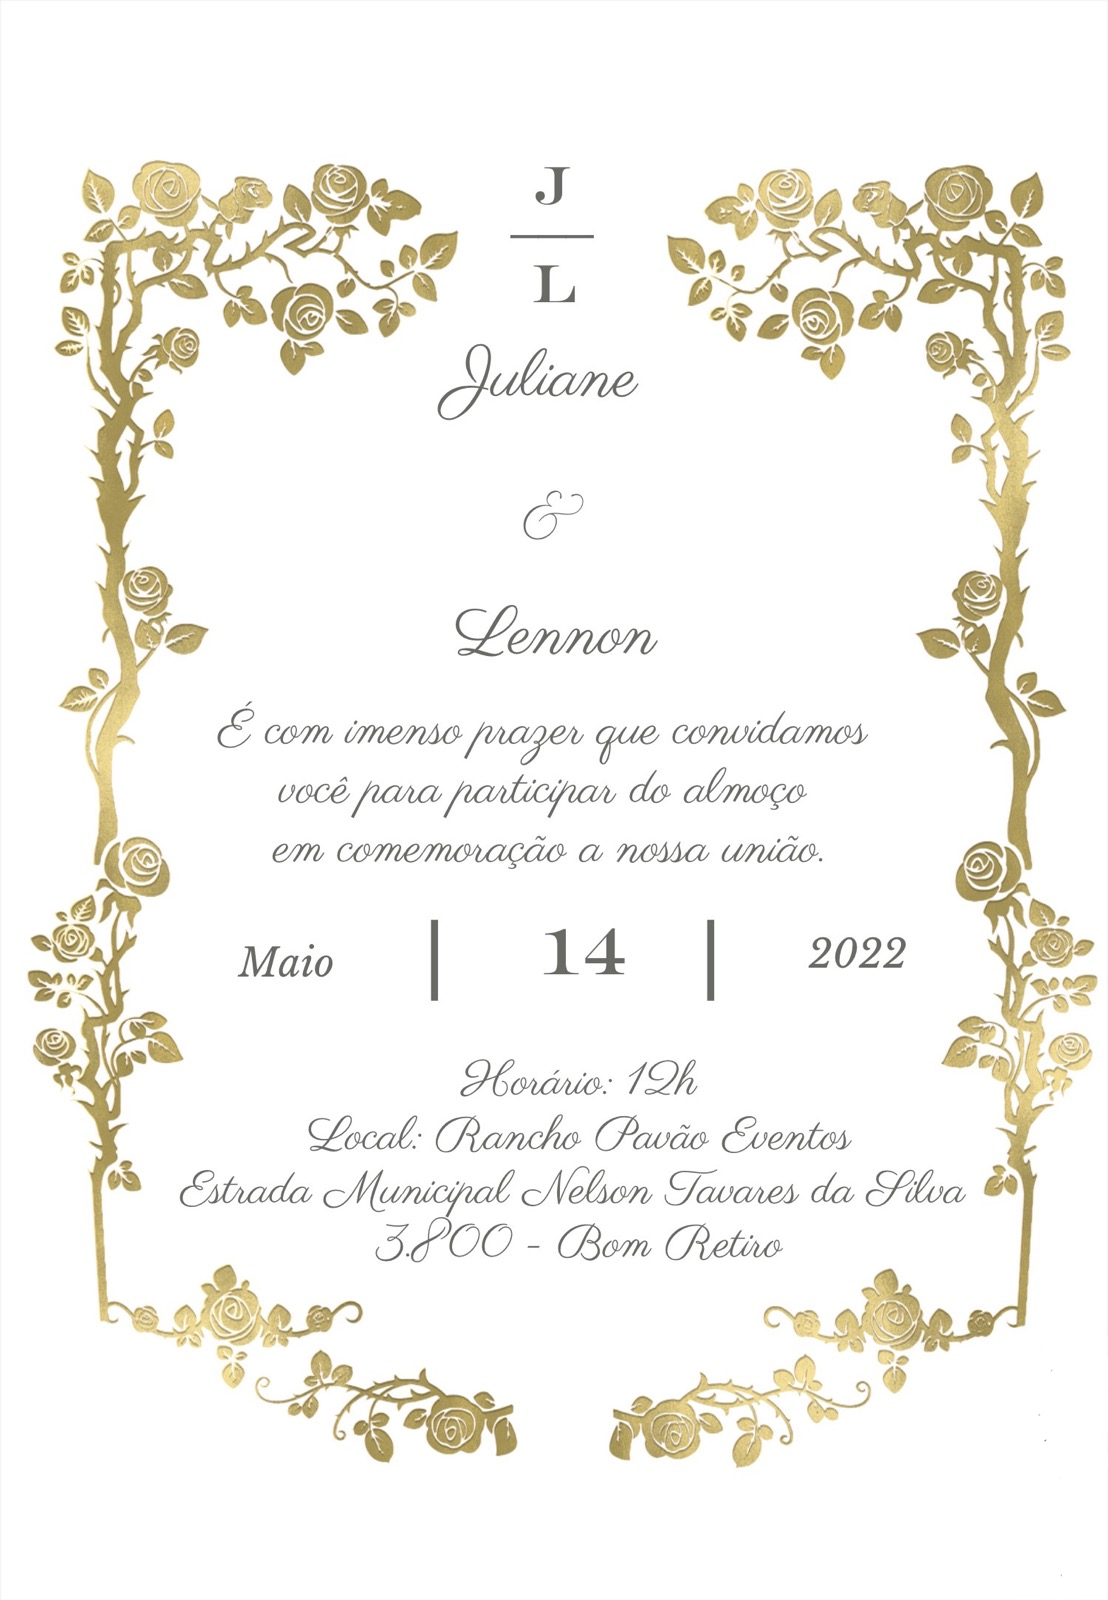 J
L
Juliane
&
Lennon
É com imenso prazer que convidamos
você para participar do almoço
em comemoração a nossa união.
Maio | 14 | 2022
Horário: 12h
Local: Rancho Pavão Eventos
Estrada Municipal Nelson Tavares da Silva
3.800 - Bom Retiro